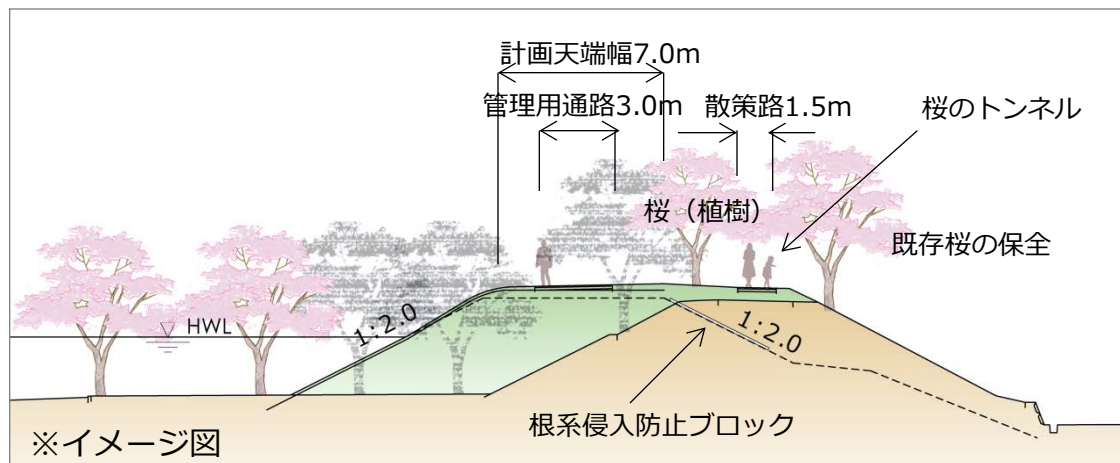 計画天端幅7.0m
管理用通路3.0m
散策路1.5m
桜のトンネル
桜（植樹）
既存桜の保全
HWL
1:2.0
1:2.0
根系侵入防止ブロック
※イメージ図